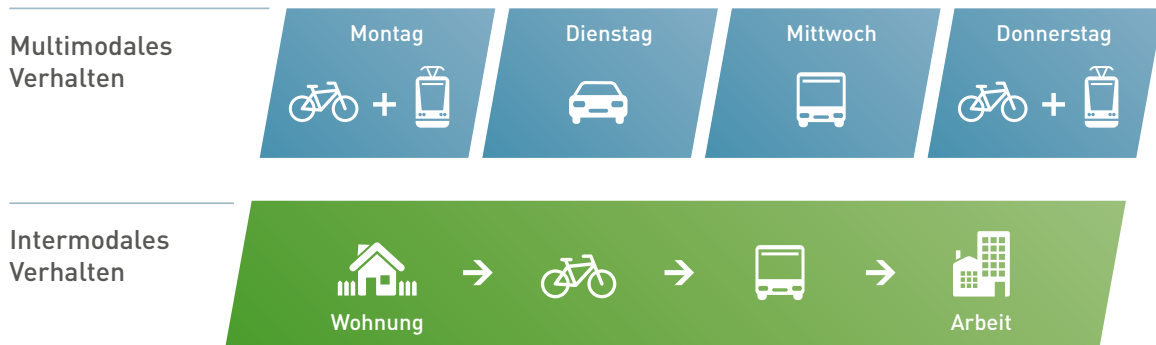 Multimodales
Verhalten
Montag
Dienstag
Mittwoch
Donnerstag
Intermodales
Verhalten
Wohnung
Arbeit